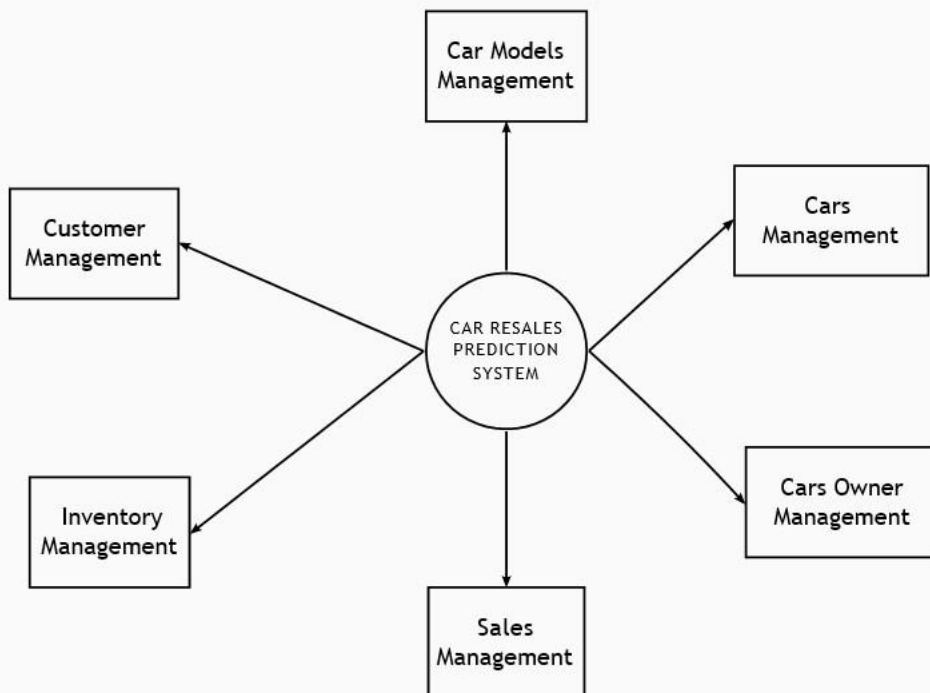 Car Models
Management
Customer
Management
Cars
Management
CAR RESALES
PREDICTION
SYSTEM
Inventory
Management
Cars Owner
Management
Sales
Management